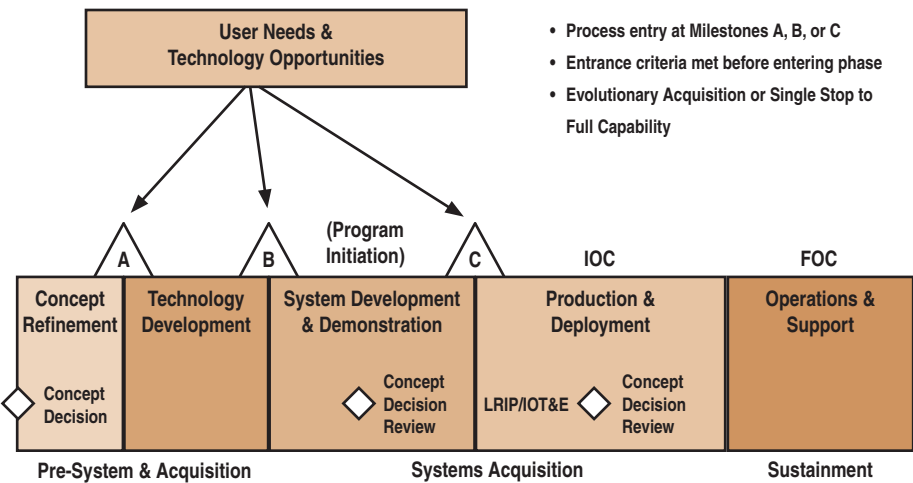 User Needs &
Technology Opportunities
• Process entry at Milestones A, B, or C
• Entrance criteria met before entering phase
• Evolutionary Acquisition or Single Stop to
Full Capability
A
B
(Program
Initiation)
C
IOC
FOC
Concept
Refinement
Technology
Development
System Development
& Demonstration
Production &
Deployment
Operations &
Support
Concept
Decision
Concept
Decision
Review
LRIP/IOT&E
Concept
Decision
Review
Pre-System & Acquisition
Systems Acquisition
Sustainment